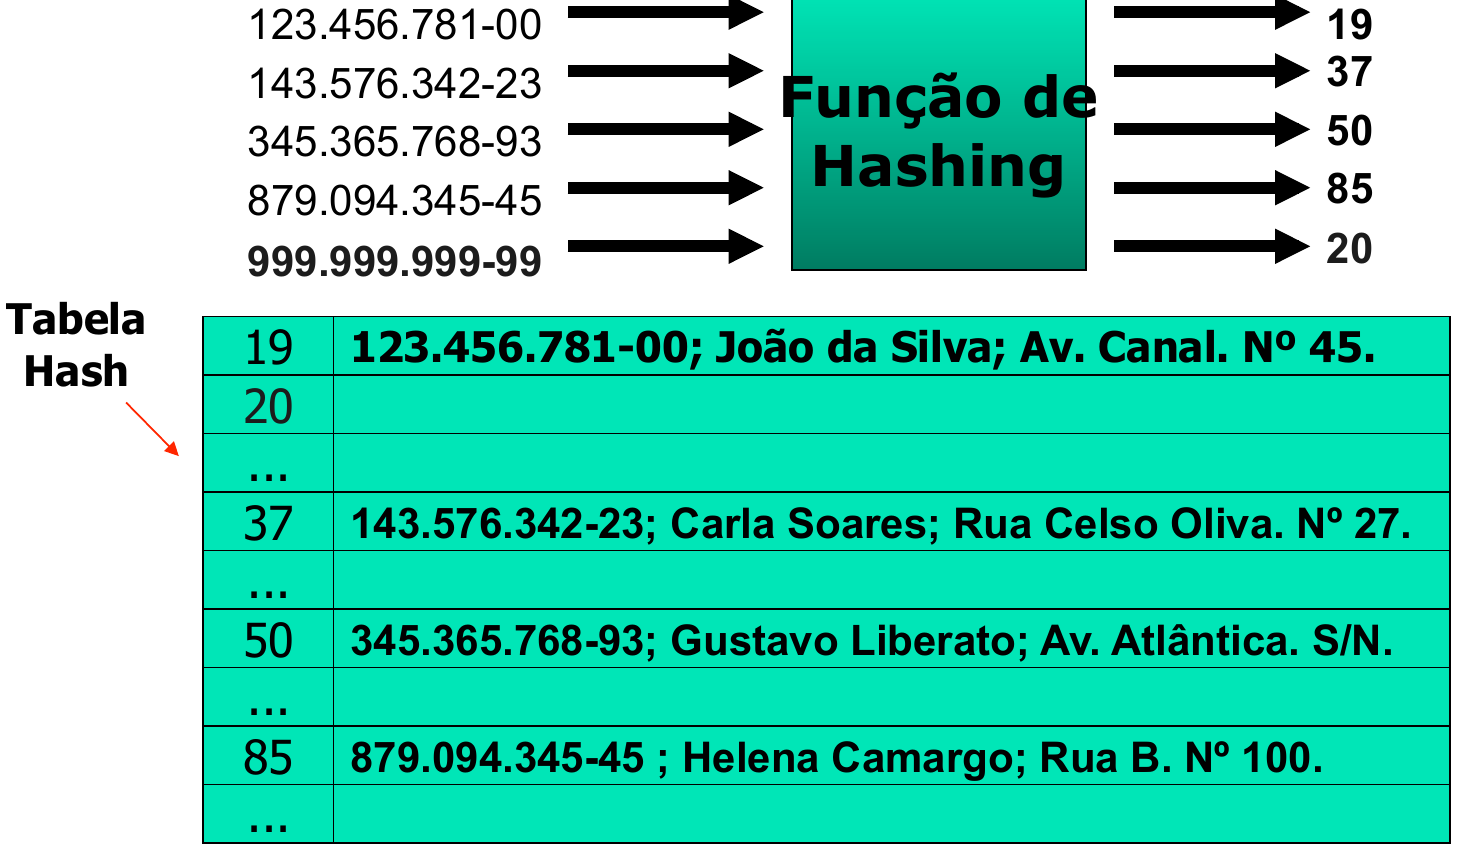 123.456.781-00 19
143.576.342-23 37
345.365.768-93 50
879.094.345-45 85
999.999.999-99 20
Função de
Hashing
Tabela
Hash
19 123.456.781-00; João da Silva; Av. Canal. Nº 45.
20
...
37 143.576.342-23; Carla Soares; Rua Celso Oliva. Nº 27.
...
50 345.365.768-93; Gustavo Liberato; Av. Atlântica. S/N.
...
85 879.094.345-45 ; Helena Camargo; Rua B. Nº 100.
...